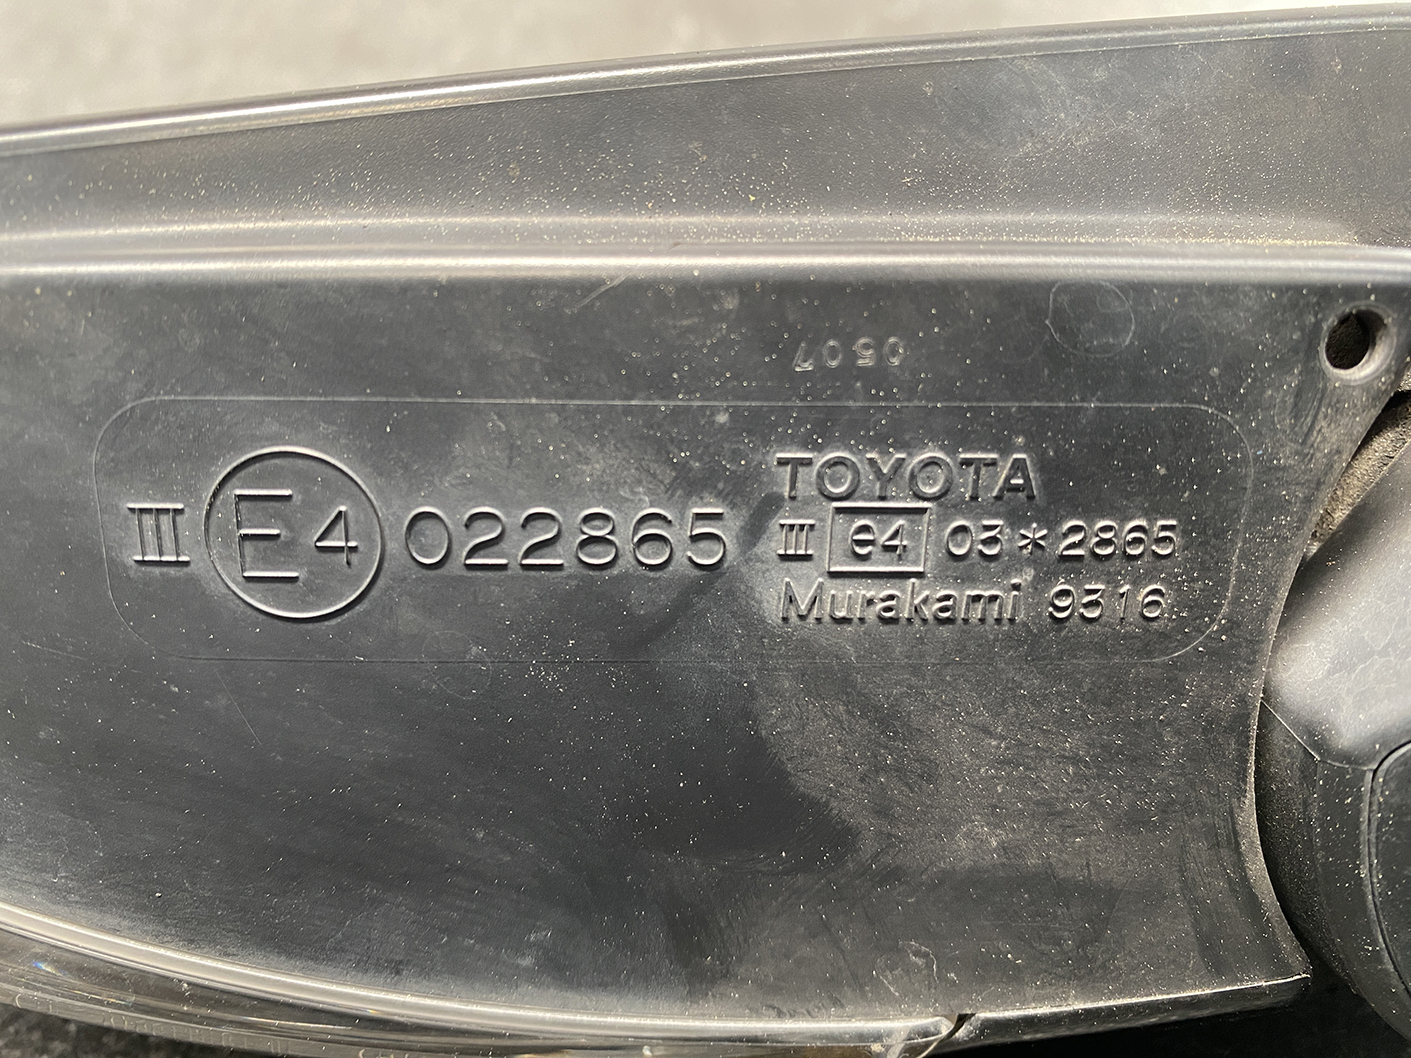 0507
III E4 022865
TOYOTA
III e4 03*2865
Murakami 9316